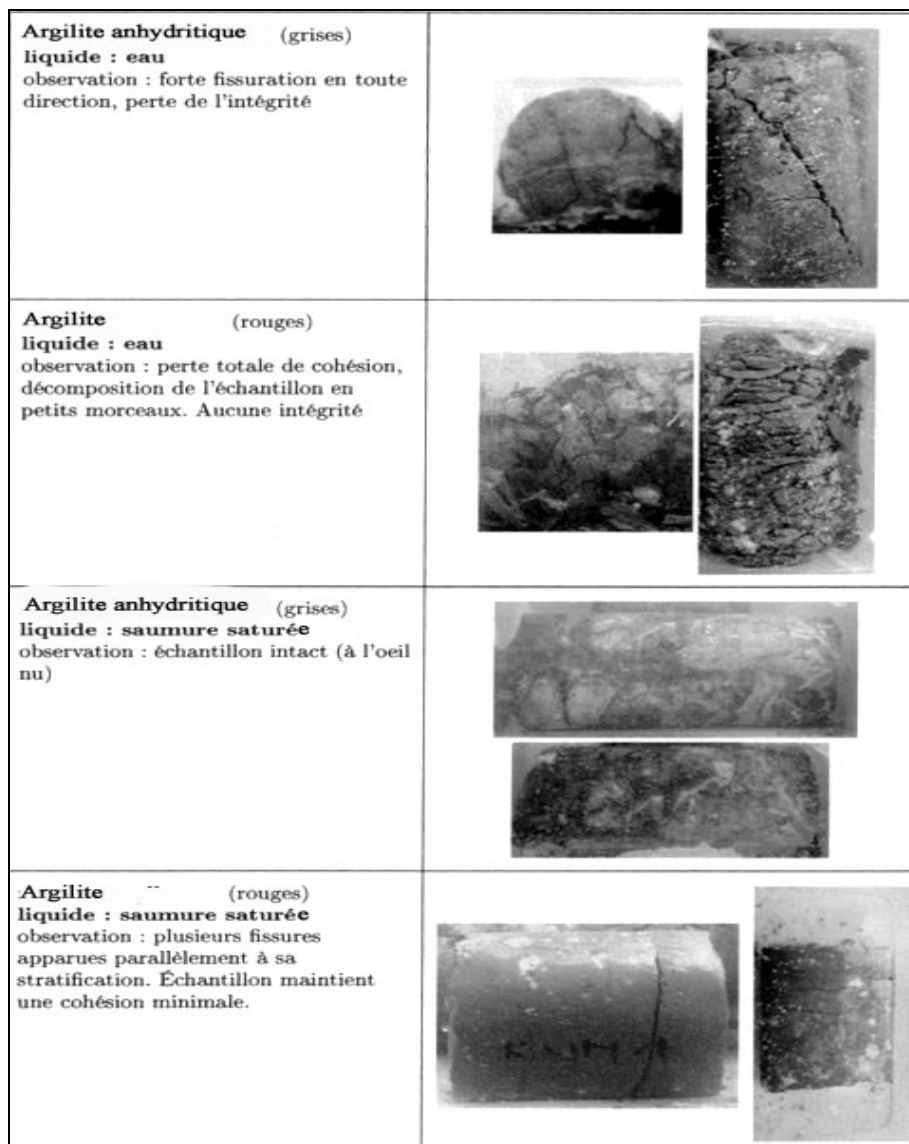 Argilite anhydritique (grises)
liquide : eau
observation : forte fissuration en toute
direction, perte de l'intégrité
Argilite (rouges)
liquide : eau
observation : perte totale de cohésion,
décomposition de l'échantillon en
petits morceaux. Aucune intégrité
Argilite anhydritique (grises)
liquide : saumure saturée
observation : échantillon intact (à l'oeil
nu)
Argilite (rouges)
liquide : saumure saturée
observation : plusieurs fissures
apparues parallèlement à sa
stratification. Échantillon maintient
une cohésion minimale.